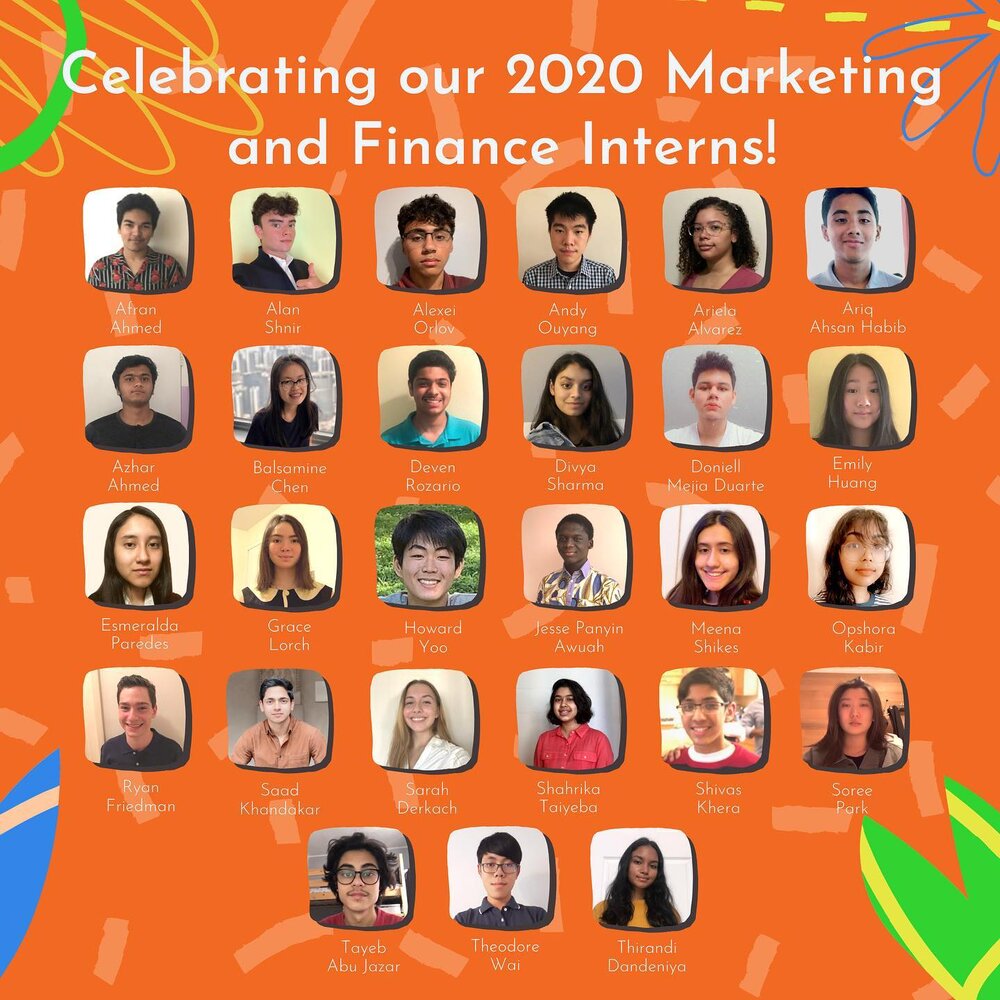 Celebrating our 2020 Marketing
and Finance Interns!
Afran
Ahmed
Alan
Shnir
Alexei
Orlov
Andy
Ouyang
Ariela
Alvarez
Ariq
Ahsan Habib
Azhar
Ahmed
Balsamine
Chen
Deven
Rozario
Divya
Sharma
Doniell
Mejia Duarte
Emily
Huang
Esmeralda
Paredes
Grace
Lorch
Howard
Yoo
Jesse Panyin
Awuah
Meena
Shikes
Opshora
Kabir
Ryan
Friedman
Saad
Khandakar
Sarah
Derkach
Shahrika
Taiyeba
Shivas
Khera
Soree
Park
Tayeb
Abu Jazar
Theodore
Wai
Thirandi
Dandeniya